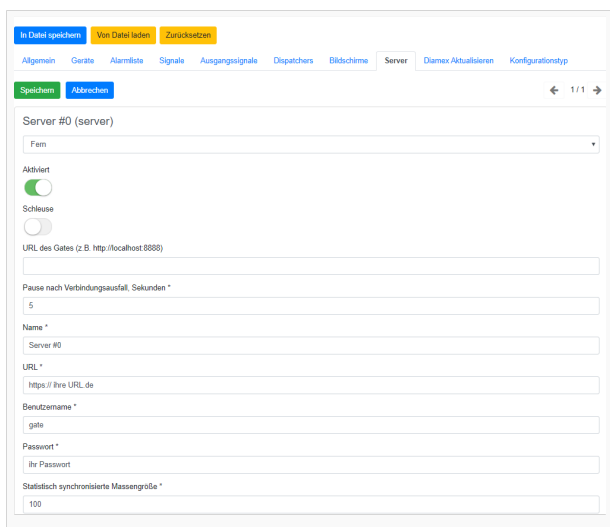 In Datei speichern Von Datei laden Zurücksetzen
Allgemein Geräte Alarmliste Signale Ausgangssignale Dispatchers Bildschirme Server Diamex Aktualisieren Konfigurationstyp
Speichern Abbrechen 1 / 1
Server #0 (server)
Fern
Aktiviert
Schleuse
URL des Gates (z.B. http://localhost:8888)
Pause nach Verbindungsausfall, Sekunden *
5
Name *
Server #0
URL *
https:// ihre URL.de
Benutzername *
gate
Passwort *
Ihr Passwort
Statistisch synchronisierte Massengröße *
100